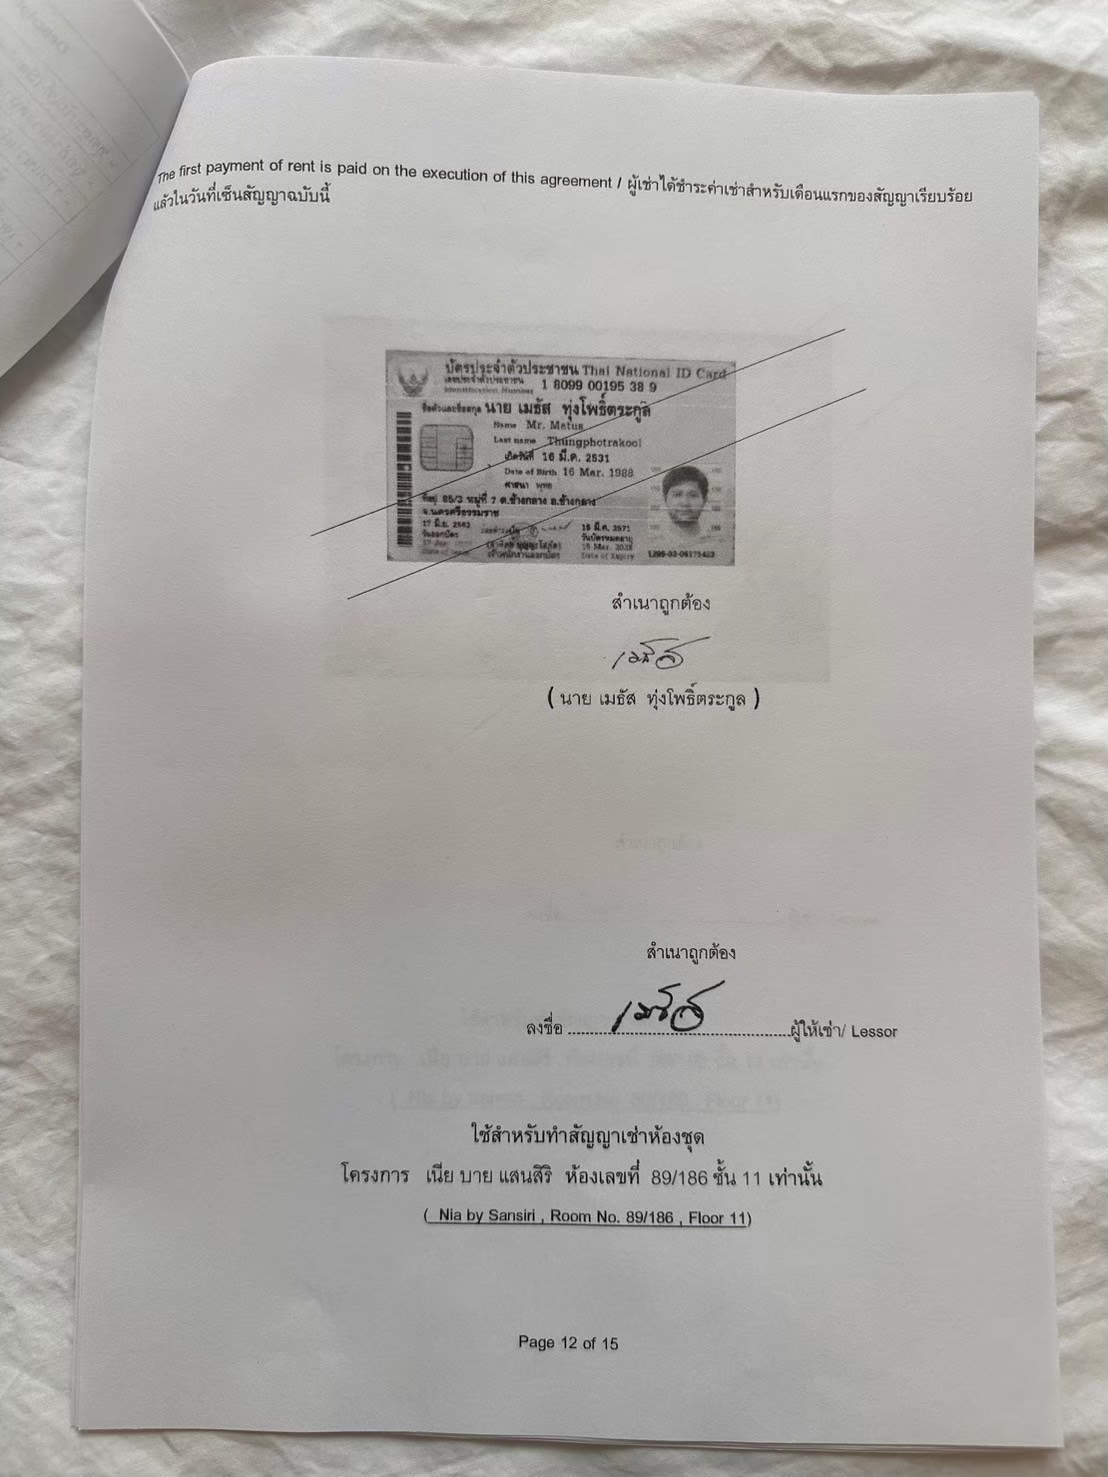 The first payment of rent is paid on the execution of this agreement / ผู้เช่าได้ชำระค่าเช่าสำหรับเดือนแรกของสัญญาเรียบร้อย
แล้วในวันที่เซ็นสัญญาฉบับนี้
บัตรประจำตัวประชาชน Thai National ID Card
เลขประจำตัวประชาชน 1 8099 00195 38 9
Identification Number
ชื่อตัวและชื่อสกุล นาย เมธัส ทุ่งโพธิ์ตระกูล
Name Mr. Matus
Last name Thungphotrakool
เกิดวันที่ 16 มี.ค. 2531
Date of Birth 16 Mar. 1988
ศาสนา พุทธ
ที่อยู่ 85/3 หมู่ที่ 7 ต.ช้างกลาง อ.ช้างกลาง
จ.นครศรีธรรมราช
17 มิ.ย. 2562
วันออกบัตร
15 มี.ค. 2571
วันบัตรหมดอายุ
15 Mar. 2028
Date of Expiry
เจ้าพนักงานออกบัตร
สำเนาถูกต้อง
เมธัส
( นาย เมธัส ทุ่งโพธิ์ตระกูล )
สำเนาถูกต้อง
ลงชื่อ เมธัส ผู้ให้เช่า/ Lessor
ใช้สำหรับทำสัญญาเช่าห้องชุด
โครงการ เนีย บาย แสนสิริ ห้องเลขที่ 89/186 ชั้น 11 เท่านั้น
( Nia by Sansiri , Room No. 89/186 , Floor 11)
Page 12 of 15